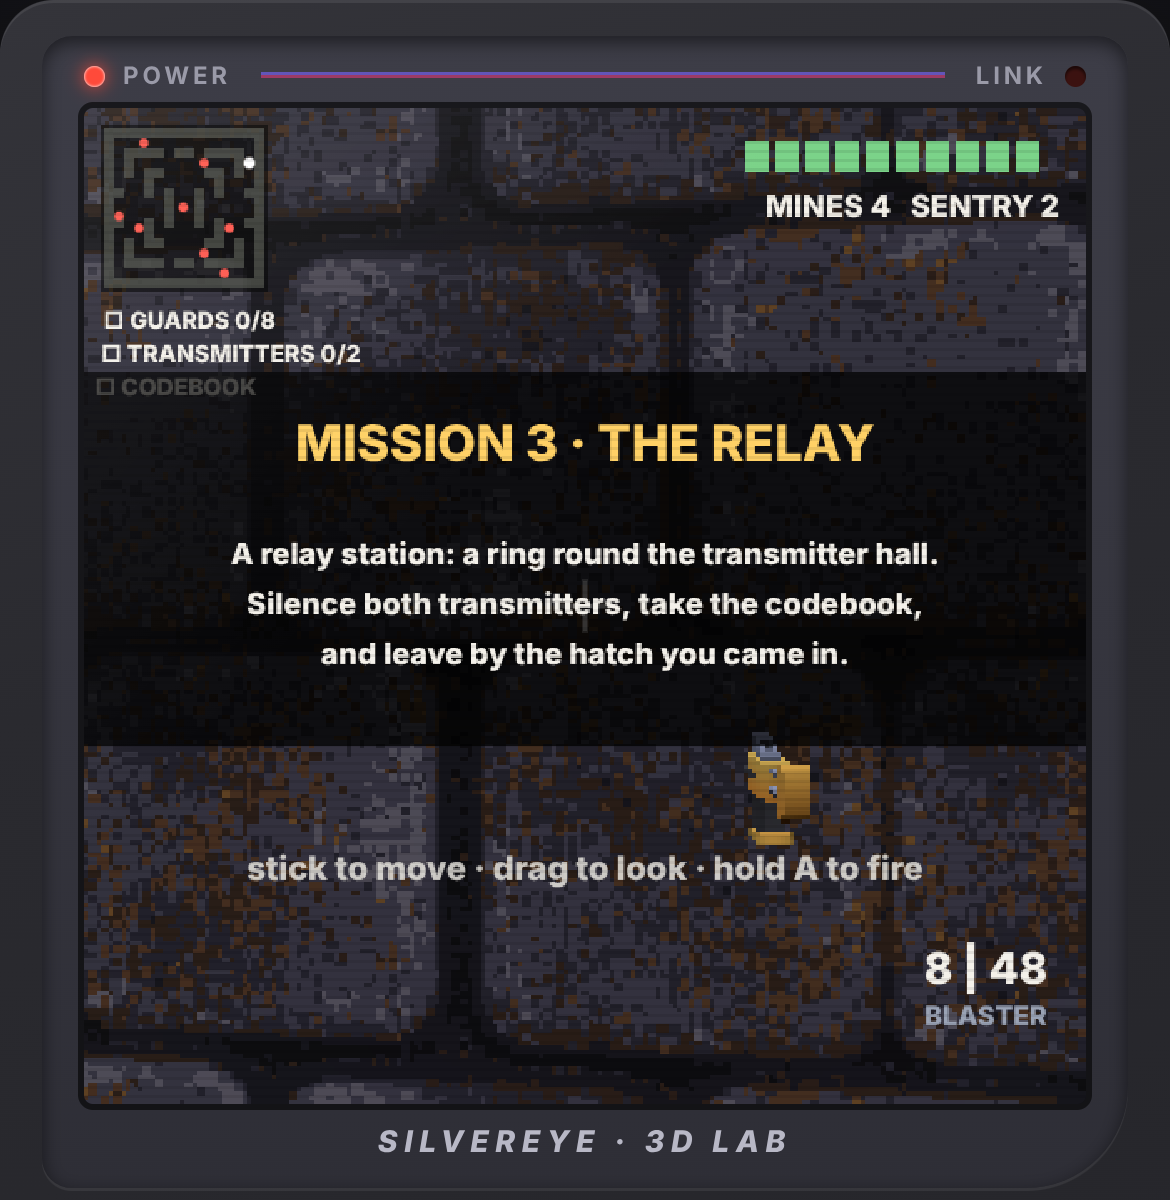 POWER
LINK
MINES 4 SENTRY 2
☐ GUARDS 0/8
☐ TRANSMITTERS 0/2
☐ CODEBOOK
MISSION 3 · THE RELAY
A relay station: a ring round the transmitter hall.
Silence both transmitters, take the codebook,
and leave by the hatch you came in.
stick to move · drag to look · hold A to fire
8 | 48
BLASTER
SILVEREYE · 3D LAB